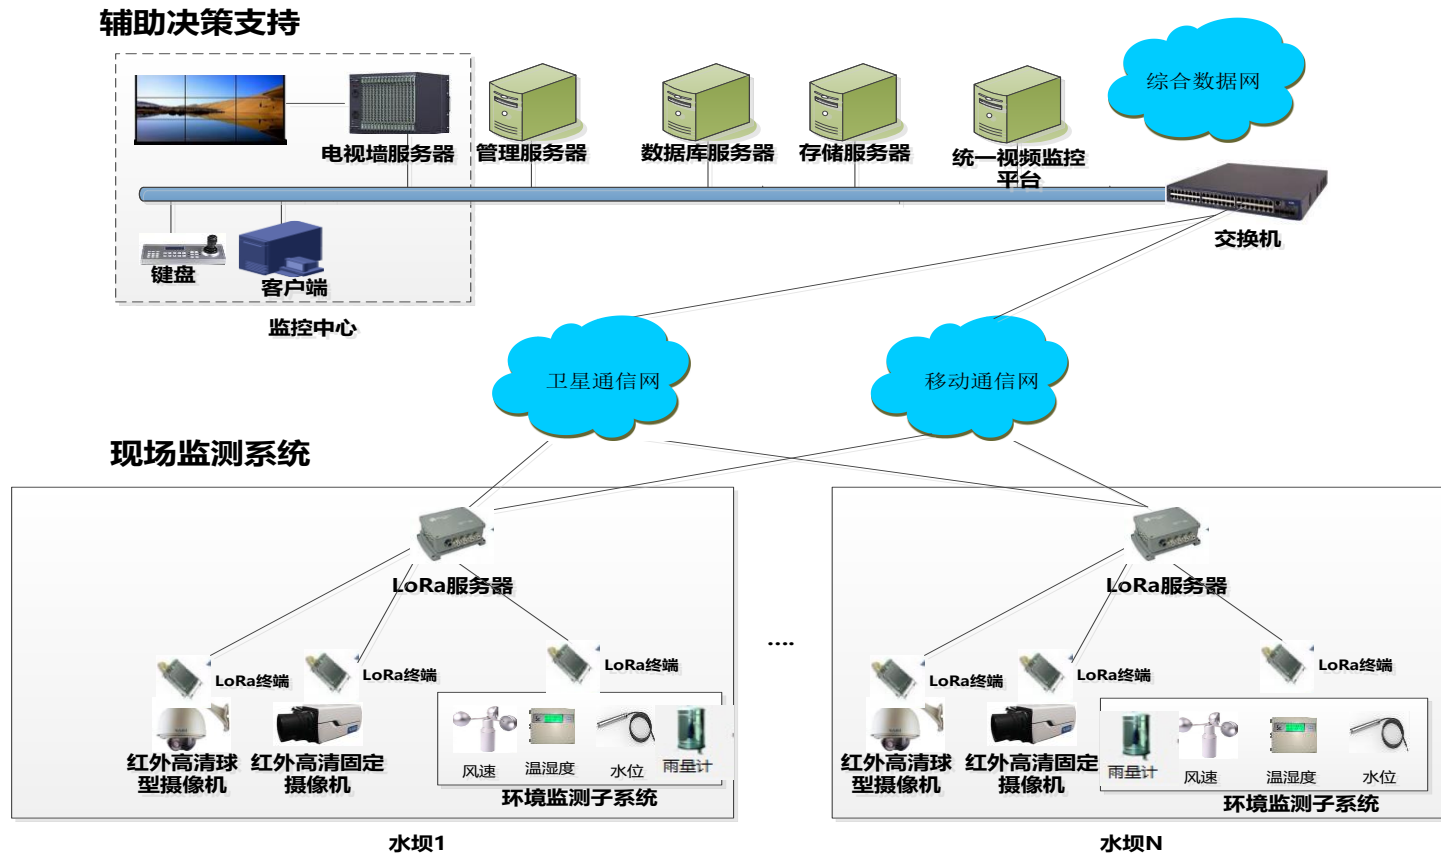 辅助决策支持
综合数据网
电视墙服务器
管理服务器
数据库服务器
存储服务器
统一视频监控
平台
交换机
键盘
客户端
监控中心
卫星通信网
移动通信网
现场监测系统
LoRa服务器
LoRa服务器
....
LoRa终端
LoRa终端
LoRa终端
LoRa终端
LoRa终端
LoRa终端
红外高清球
型摄像机
红外高清固定
摄像机
风速
温湿度
水位
雨量计
环境监测子系统
红外高清球
型摄像机
红外高清固定
摄像机
雨量计
风速
温湿度
水位
环境监测子系统
水坝1
水坝N